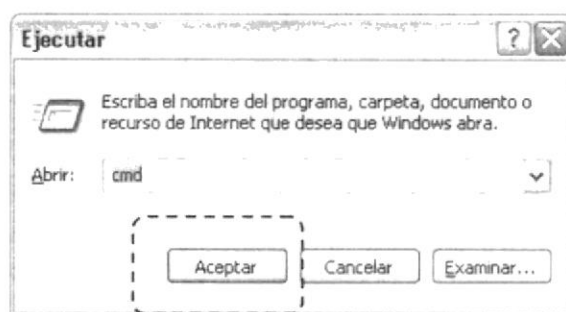 Ejecutar
Escriba el nombre del programa, carpeta, documento o
recurso de Internet que desea que Windows abra.
Abrir: cmd
Aceptar Cancelar Examinar...